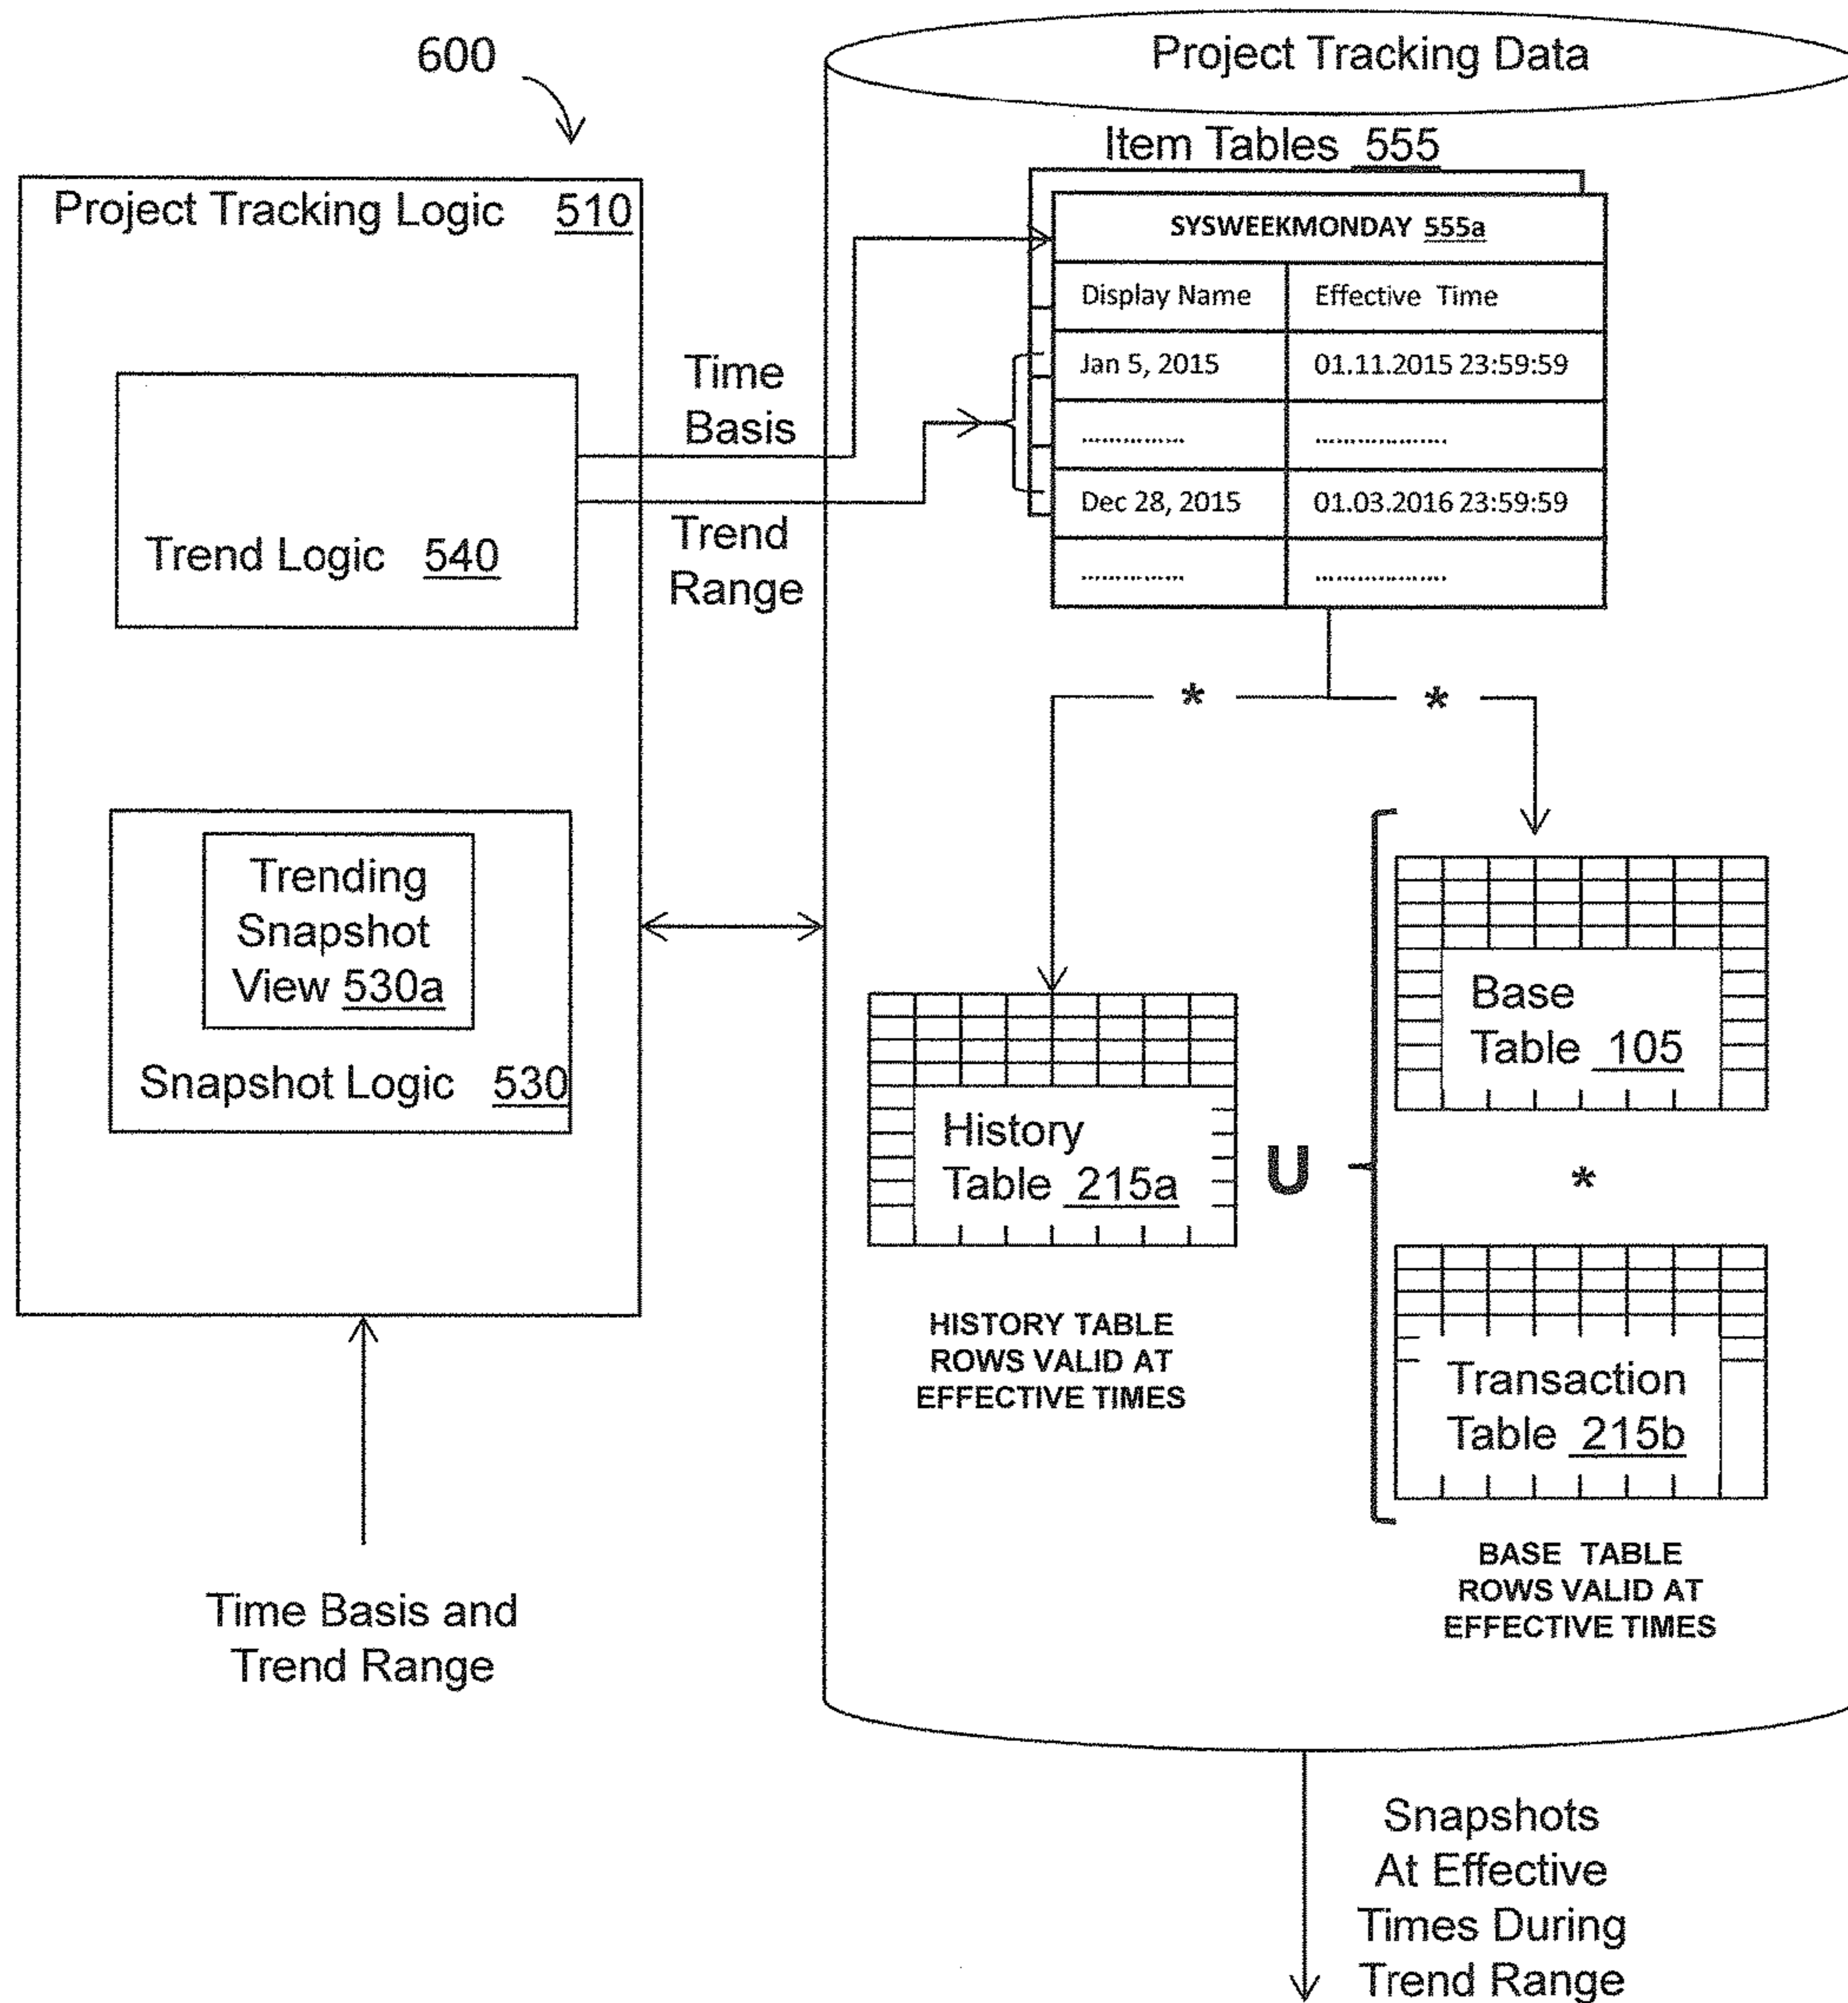 600
Project Tracking Data
Item Tables 555
Project Tracking Logic 510
SYSWEEKMONDAY 555a
Display Name Effective Time
Jan 5, 2015 01.11.2015 23:59:59
............... ...................
Dec 28, 2015 01.03.2016 23:59:59
............... ...................
Time
Basis
Trend
Range
Trend Logic 540
* *
Trending
Snapshot
View 530a
Snapshot Logic 530
Base
Table 105
History
Table 215a
U
*
Transaction
Table 215b
HISTORY TABLE
ROWS VALID AT
EFFECTIVE TIMES
BASE TABLE
ROWS VALID AT
EFFECTIVE TIMES
Time Basis and
Trend Range
Snapshots
At Effective
Times During
Trend Range